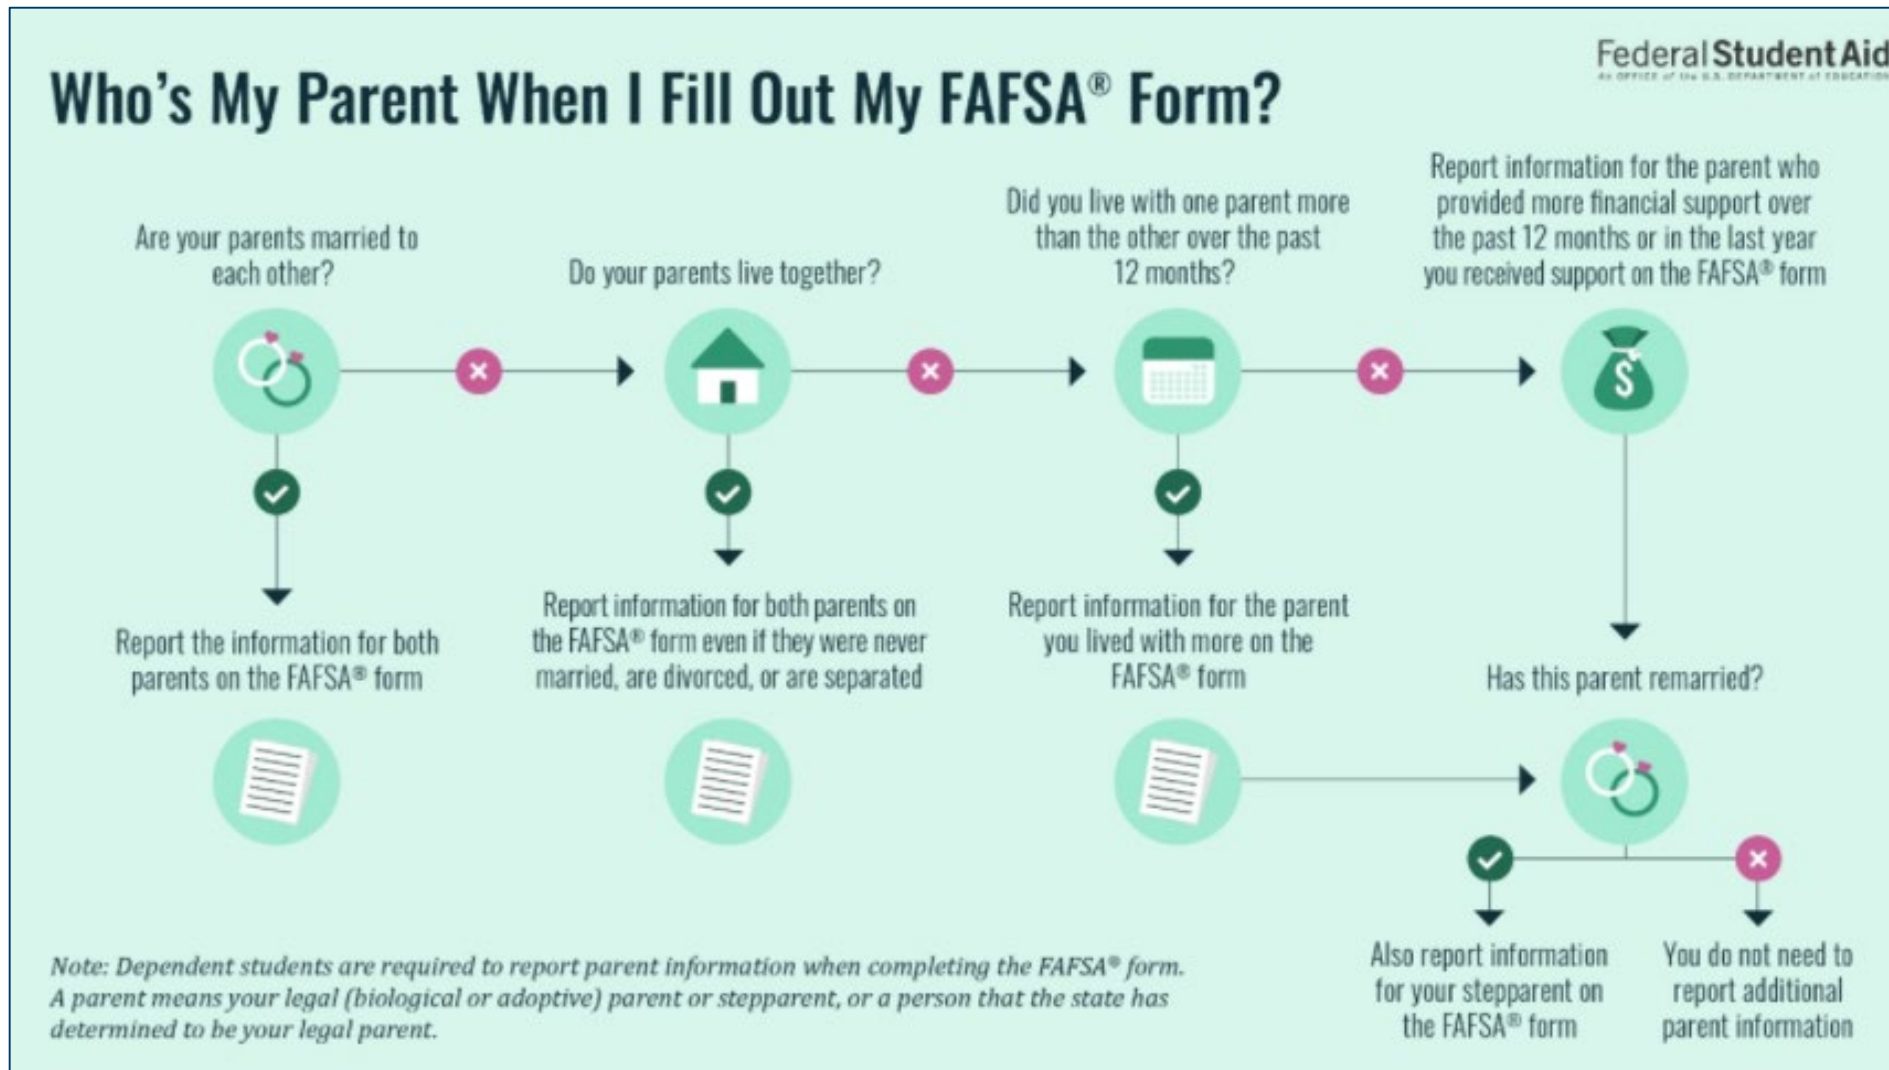 Federal Student Aid
An OFFICE of the U.S. DEPARTMENT of EDUCATION
Who's My Parent When I Fill Out My FAFSA® Form?
Are your parents married to
each other?
Do your parents live together?
Did you live with one parent more
than the other over the past
12 months?
Report information for the parent who
provided more financial support over
the past 12 months or in the last year
you received support on the FAFSA® form
$
Report the information for both
parents on the FAFSA® form
Report information for both parents on
the FAFSA® form even if they were never
married, are divorced, or are separated
Report information for the parent
you lived with more on the
FAFSA® form
Has this parent remarried?
Also report information
for your stepparent on
the FAFSA® form
You do not need to
report additional
parent information
Note: Dependent students are required to report parent information when completing the FAFSA® form.
A parent means your legal (biological or adoptive) parent or stepparent, or a person that the state has
determined to be your legal parent.